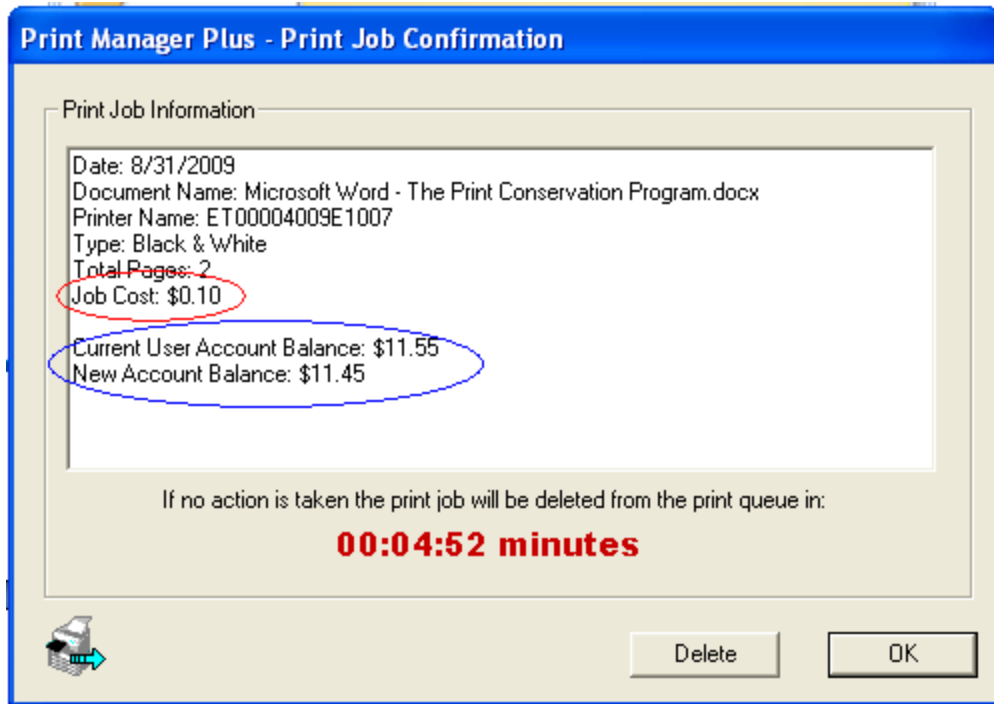 Print Manager Plus - Print Job Confirmation
Print Job Information
Date: 8/31/2009
Document Name: Microsoft Word - The Print Conservation Program.docx
Printer Name: ET00004009E1007
Type: Black & White
Total Pages: 2
Job Cost: $0.10
Current User Account Balance: $11.55
New Account Balance: $11.45
If no action is taken the print job will be deleted from the print queue in:
00:04:52 minutes
Delete
OK